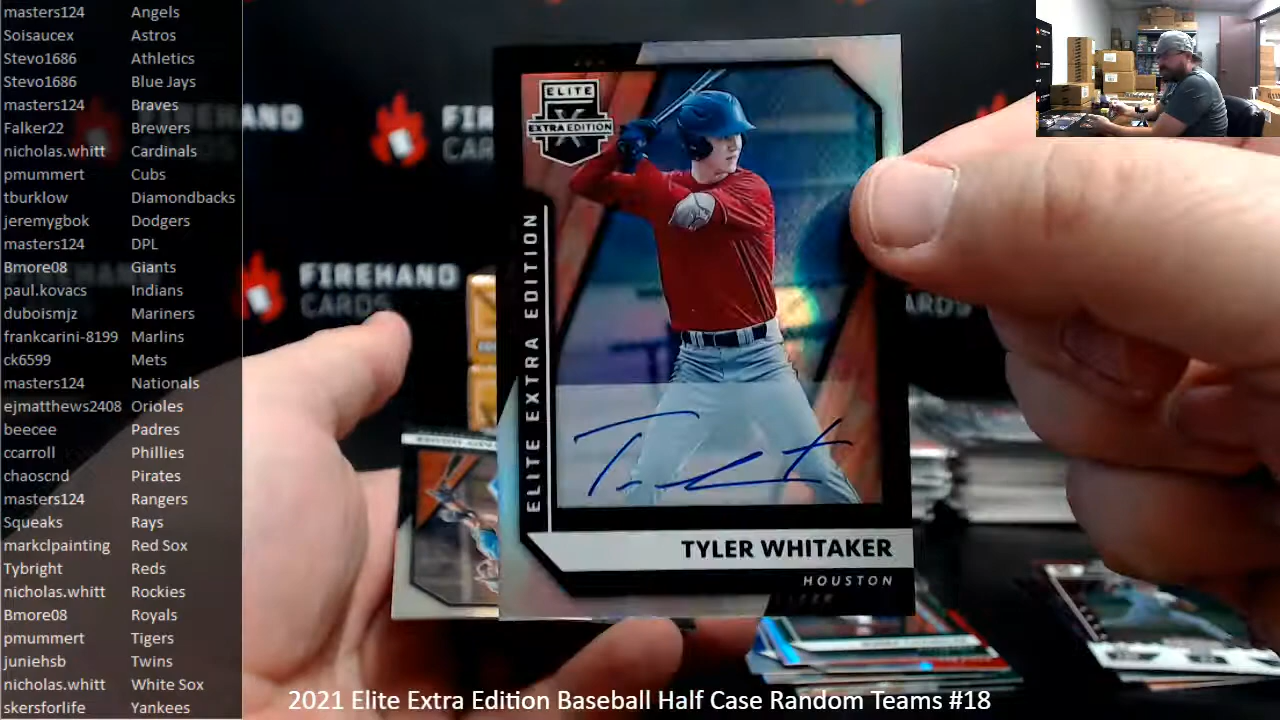 masters124 Angels
Soisaucex Astros
Stevo1686 Athletics
Stevo1686 Blue Jays
masters124 Braves
Falker22 Brewers
nicholas.whitt Cardinals
pmummert Cubs
tburklow Diamondbacks
jeremygbok Dodgers
masters124 DPL
Bmore08 Giants
paul.kovacs Indians
duboismjz Mariners
frankcarini-8199 Marlins
ck6599 Mets
masters124 Nationals
ejmatthews2408 Orioles
beecee Padres
ccarroll Phillies
chaoscnd Pirates
masters124 Rangers
Squeaks Rays
markclpainting Red Sox
Tybright Reds
nicholas.whitt Rockies
Bmore08 Royals
pmummert Tigers
juniehsb Twins
nicholas.whitt White Sox
skersforlife Yankees
FIREHAND
CARDS
ELITE
X
EXTRA EDITION
ELITE EXTRA EDITION
TYLER WHITAKER
HOUSTON
CARDS
2021 Elite Extra Edition Baseball Half Case Random Teams #18